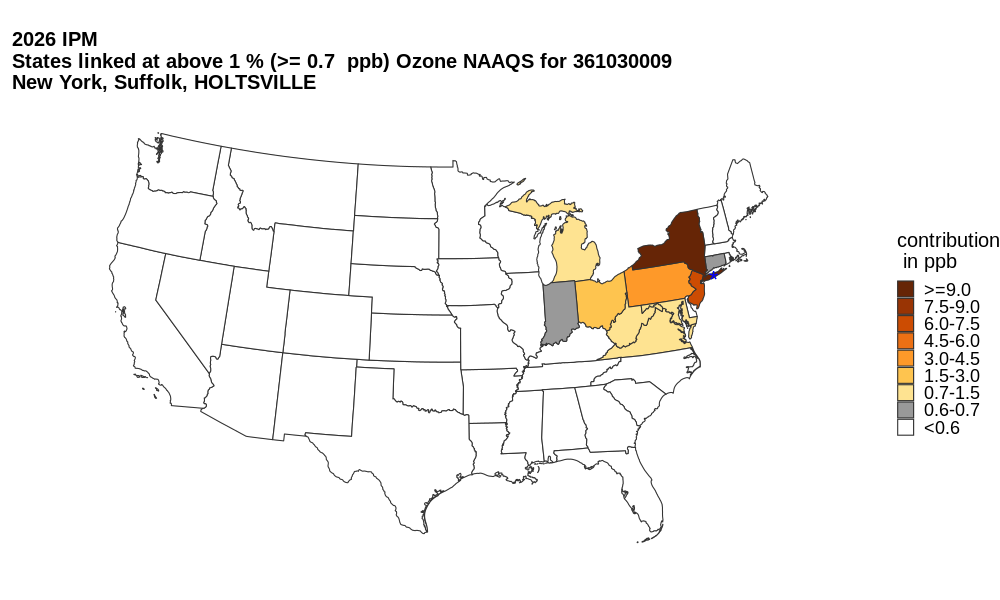 2026 IPM
States linked at above 1 % (>= 0.7 ppb) Ozone NAAQS for 361030009
New York, Suffolk, HOLTSVILLE
contribution
in ppb
>=9.0
7.5-9.0
6.0-7.5
4.5-6.0
3.0-4.5
1.5-3.0
0.7-1.5
0.6-0.7
<0.6